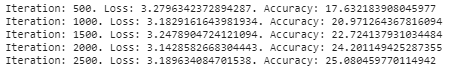 Iteration: 500. Loss: 3.2796342372894287. Accuracy: 17.632183908045977
Iteration: 1000. Loss: 3.1829161643981934. Accuracy: 20.971264367816094
Iteration: 1500. Loss: 3.2478904724121094. Accuracy: 22.724137931034484
Iteration: 2000. Loss: 3.1428582668304443. Accuracy: 24.201149425287355
Iteration: 2500. Loss: 3.189634084701538. Accuracy: 25.080459770114942